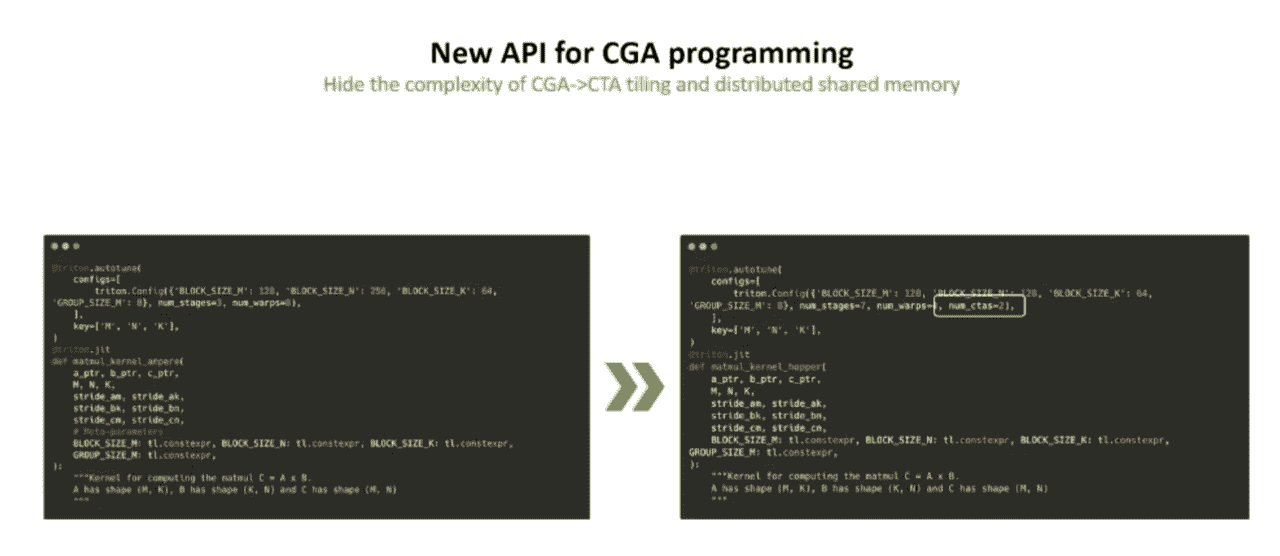 New API for CGA programming
Hide the complexity of CGA->CTA tiling and distributed shared memory
@triton.autotune(
configs=[
triton.Config({'BLOCK_SIZE_M': 128, 'BLOCK_SIZE_N': 256, 'BLOCK_SIZE_K': 64,
'GROUP_SIZE_M': 8}, num_stages=3, num_warps=8),
],
key=['M', 'N', 'K'],
)
@triton.jit
def matmul_kernel_ampere(
a_ptr, b_ptr, c_ptr,
M, N, K,
stride_am, stride_ak,
stride_bk, stride_bn,
stride_cm, stride_cn,
# Meta-parameters
BLOCK_SIZE_M: tl.constexpr, BLOCK_SIZE_N: tl.constexpr, BLOCK_SIZE_K: tl.constexpr,
GROUP_SIZE_M: tl.constexpr,
):
"""Kernel for computing the matmul C = A x B.
A has shape (M, K), B has shape (K, N) and C has shape (M, N)
"""
@triton.autotune(
configs=[
triton.Config({'BLOCK_SIZE_M': 128, 'BLOCK_SIZE_N': 128, 'BLOCK_SIZE_K': 64,
'GROUP_SIZE_M': 8}, num_stages=7, num_warps= , num_ctas=2),
],
key=['M', 'N', 'K'],
)
@triton.jit
def matmul_kernel_hopper(
a_ptr, b_ptr, c_ptr,
M, N, K,
stride_am, stride_ak,
stride_bk, stride_bn,
stride_cm, stride_cn,
BLOCK_SIZE_M: tl.constexpr, BLOCK_SIZE_N: tl.constexpr, BLOCK_SIZE_K: tl.constexpr,
GROUP_SIZE_M: tl.constexpr,
):
"""Kernel for computing the matmul C = A x B.
A has shape (M, K), B has shape (K, N) and C has shape (M, N)
"""